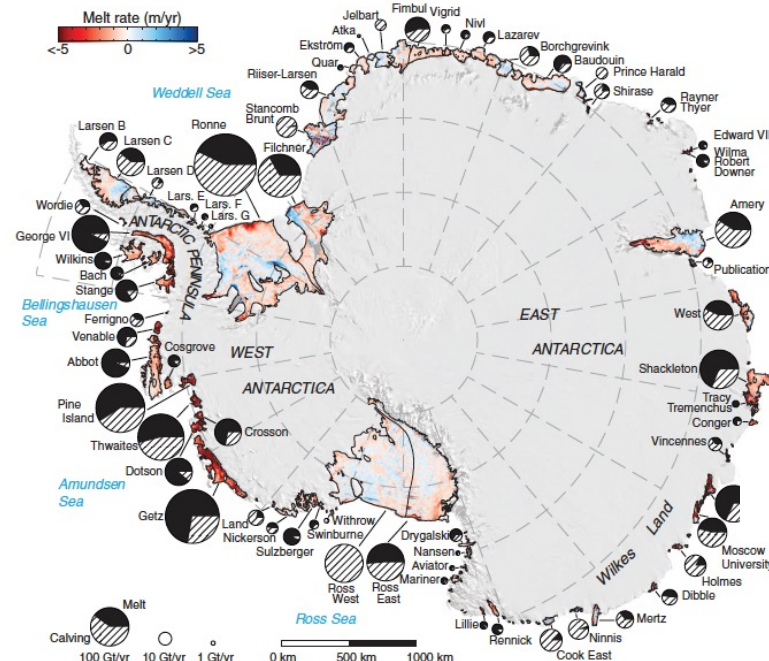 Melt rate (m/yr)
<-5 0 >5
Jelbart
Atka
Ekström
Quar
Riiser-Larsen
Stancomb
Brunt
Fimbul
Vigrid
Nivl
Lazarev
Borchgrevink
Baudouin
Prince Harald
Shirase
Rayner
Thyer
Edward VII
Wilma
Robert
Downer
Amery
Publication
West
Shackleton
Tracy
Tremenchus
Conger
Vincennes
Moscow
University
Holmes
Dibble
Mertz
Ninnis
Cook East
Rennick
Lillie
Mariner
Aviator
Nansen
Drygalski
Ross
East
Ross
West
Withrow
Swinburne
Sulzberger
Nickerson
Land
Getz
Dotson
Crosson
Thwaites
Pine
Island
Cosgrove
Abbot
Venable
Ferrigno
Stange
Bach
Wilkins
George VI
Wordie
Larsen B
Larsen C
Larsen D
Lars. E
Lars. F
Lars. G
Ronne
Filchner
Weddell Sea
Bellingshausen
Sea
Amundsen
Sea
Ross Sea
ANTARCTIC
PENINSULA
WEST
ANTARCTICA
EAST
ANTARCTICA
Wilkes Land
Melt
Calving
100 Gt/yr 10 Gt/yr 1 Gt/yr
0 km 500 km 1000 km